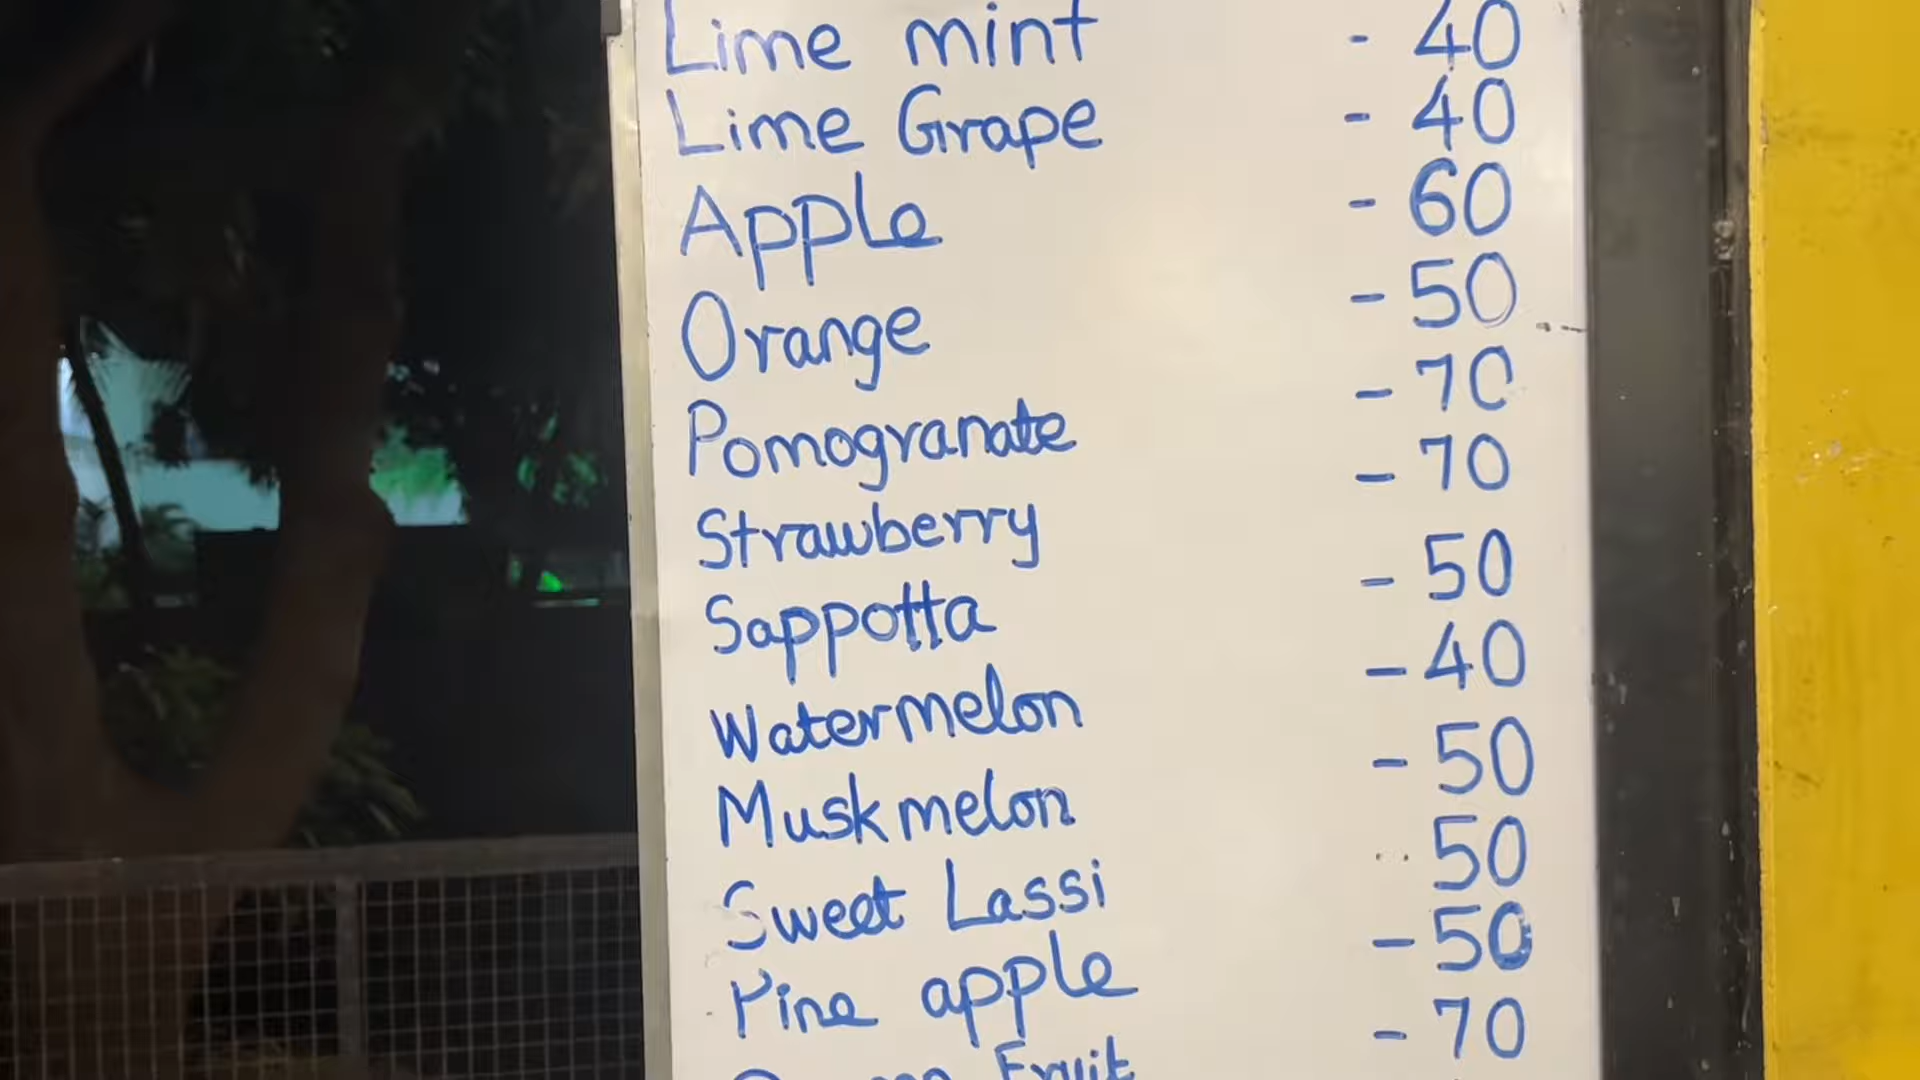 Lime mint - 40
Lime Grape - 40
Apple - 60
Orange - 50
Pomogranate - 70
Strawberry - 70
Sappotta - 50
Watermelon - 40
Muskmelon - 50
Sweet Lassi 50
Pine apple - 50
Fruit - 70